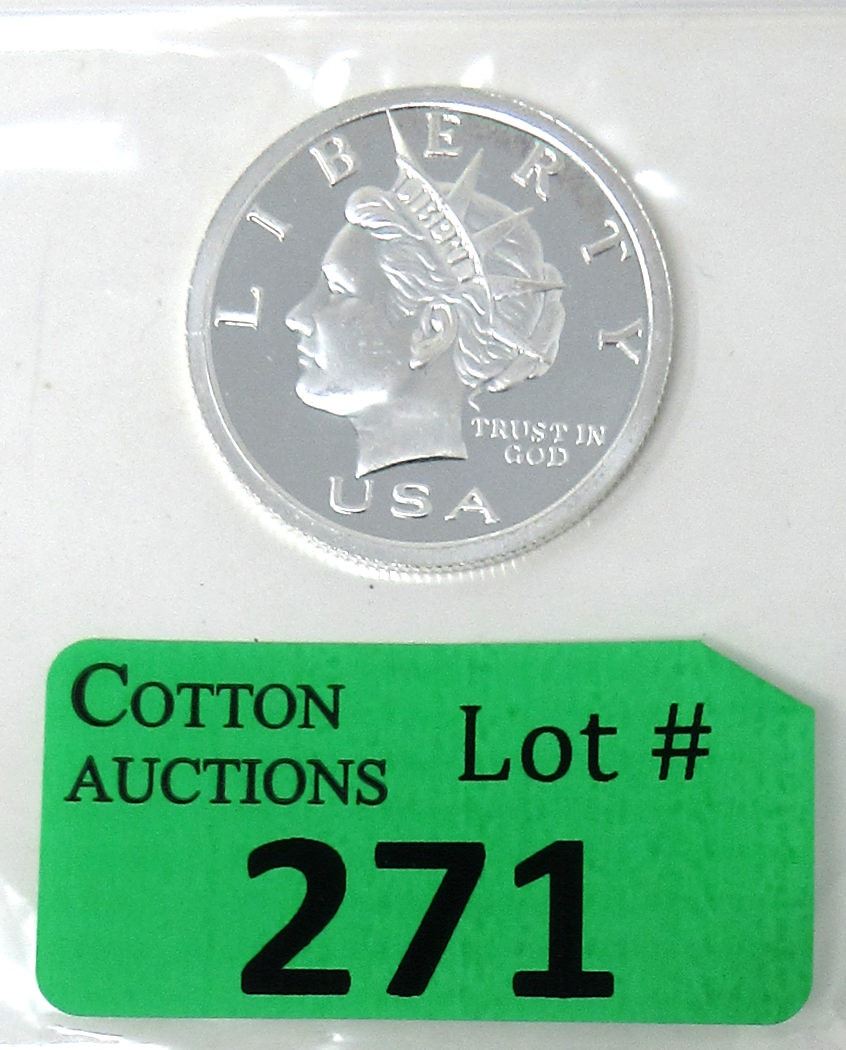 LIBERTY
LIBERTY
TRUST IN
GOD
USA
COTTON
AUCTIONS
Lot #
271